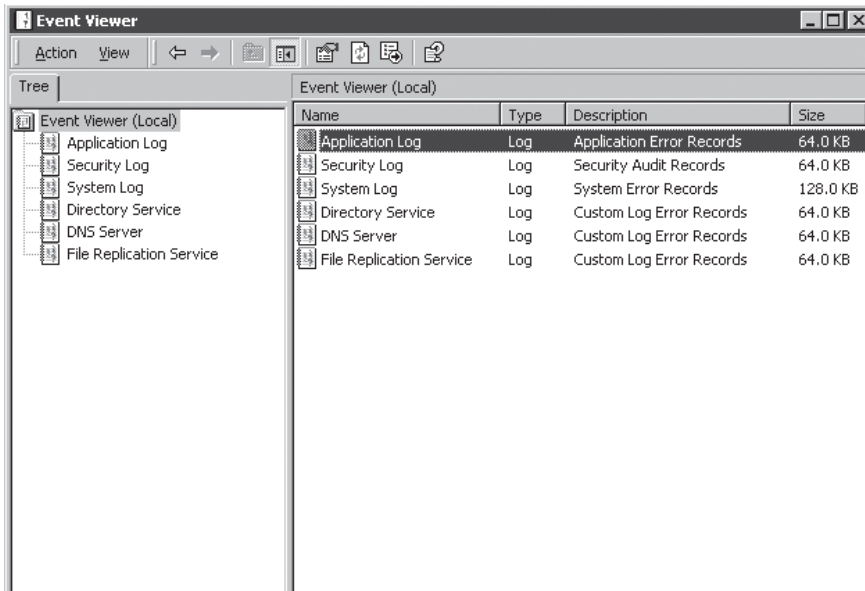 Event Viewer
Action View
Tree
Event Viewer (Local)
Application Log
Security Log
System Log
Directory Service
DNS Server
File Replication Service
Event Viewer (Local)
Name Type Description Size
Application Log Log Application Error Records 64.0 KB
Security Log Log Security Audit Records 64.0 KB
System Log Log System Error Records 128.0 KB
Directory Service Log Custom Log Error Records 64.0 KB
DNS Server Log Custom Log Error Records 64.0 KB
File Replication Service Log Custom Log Error Records 64.0 KB